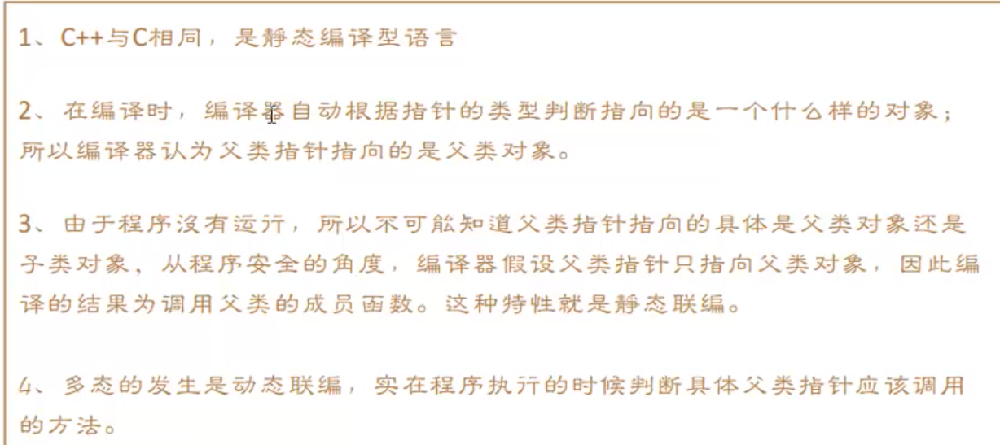 1、C++与C相同，是静态编译型语言
2、在编译时，编译器自动根据指针的类型判断指向的是一个什么样的对象；
所以编译器认为父类指针指向的是父类对象。
3、由于程序没有运行，所以不可能知道父类指针指向的具体是父类对象还是
子类对象，从程序安全的角度，编译器假设父类指针只指向父类对象，因此编
译的结果为调用父类的成员函数。这种特性就是静态联编。
4、多态的发生是动态联编，实在程序执行的时候判断具体父类指针应该调用
的方法。